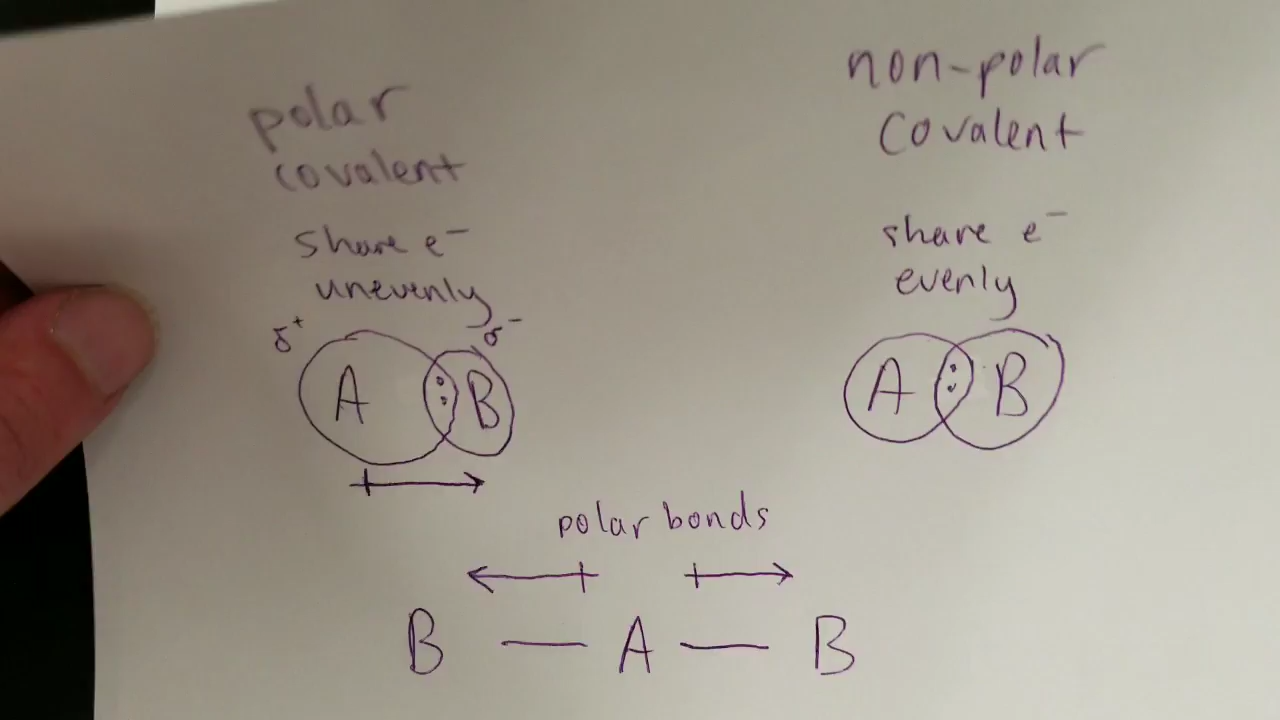 polar
covalent
share e⁻
unevenly
δ⁺ δ⁻
A : B
non-polar
Covalent
share e⁻
evenly
A : B
polar bonds
B — A — B